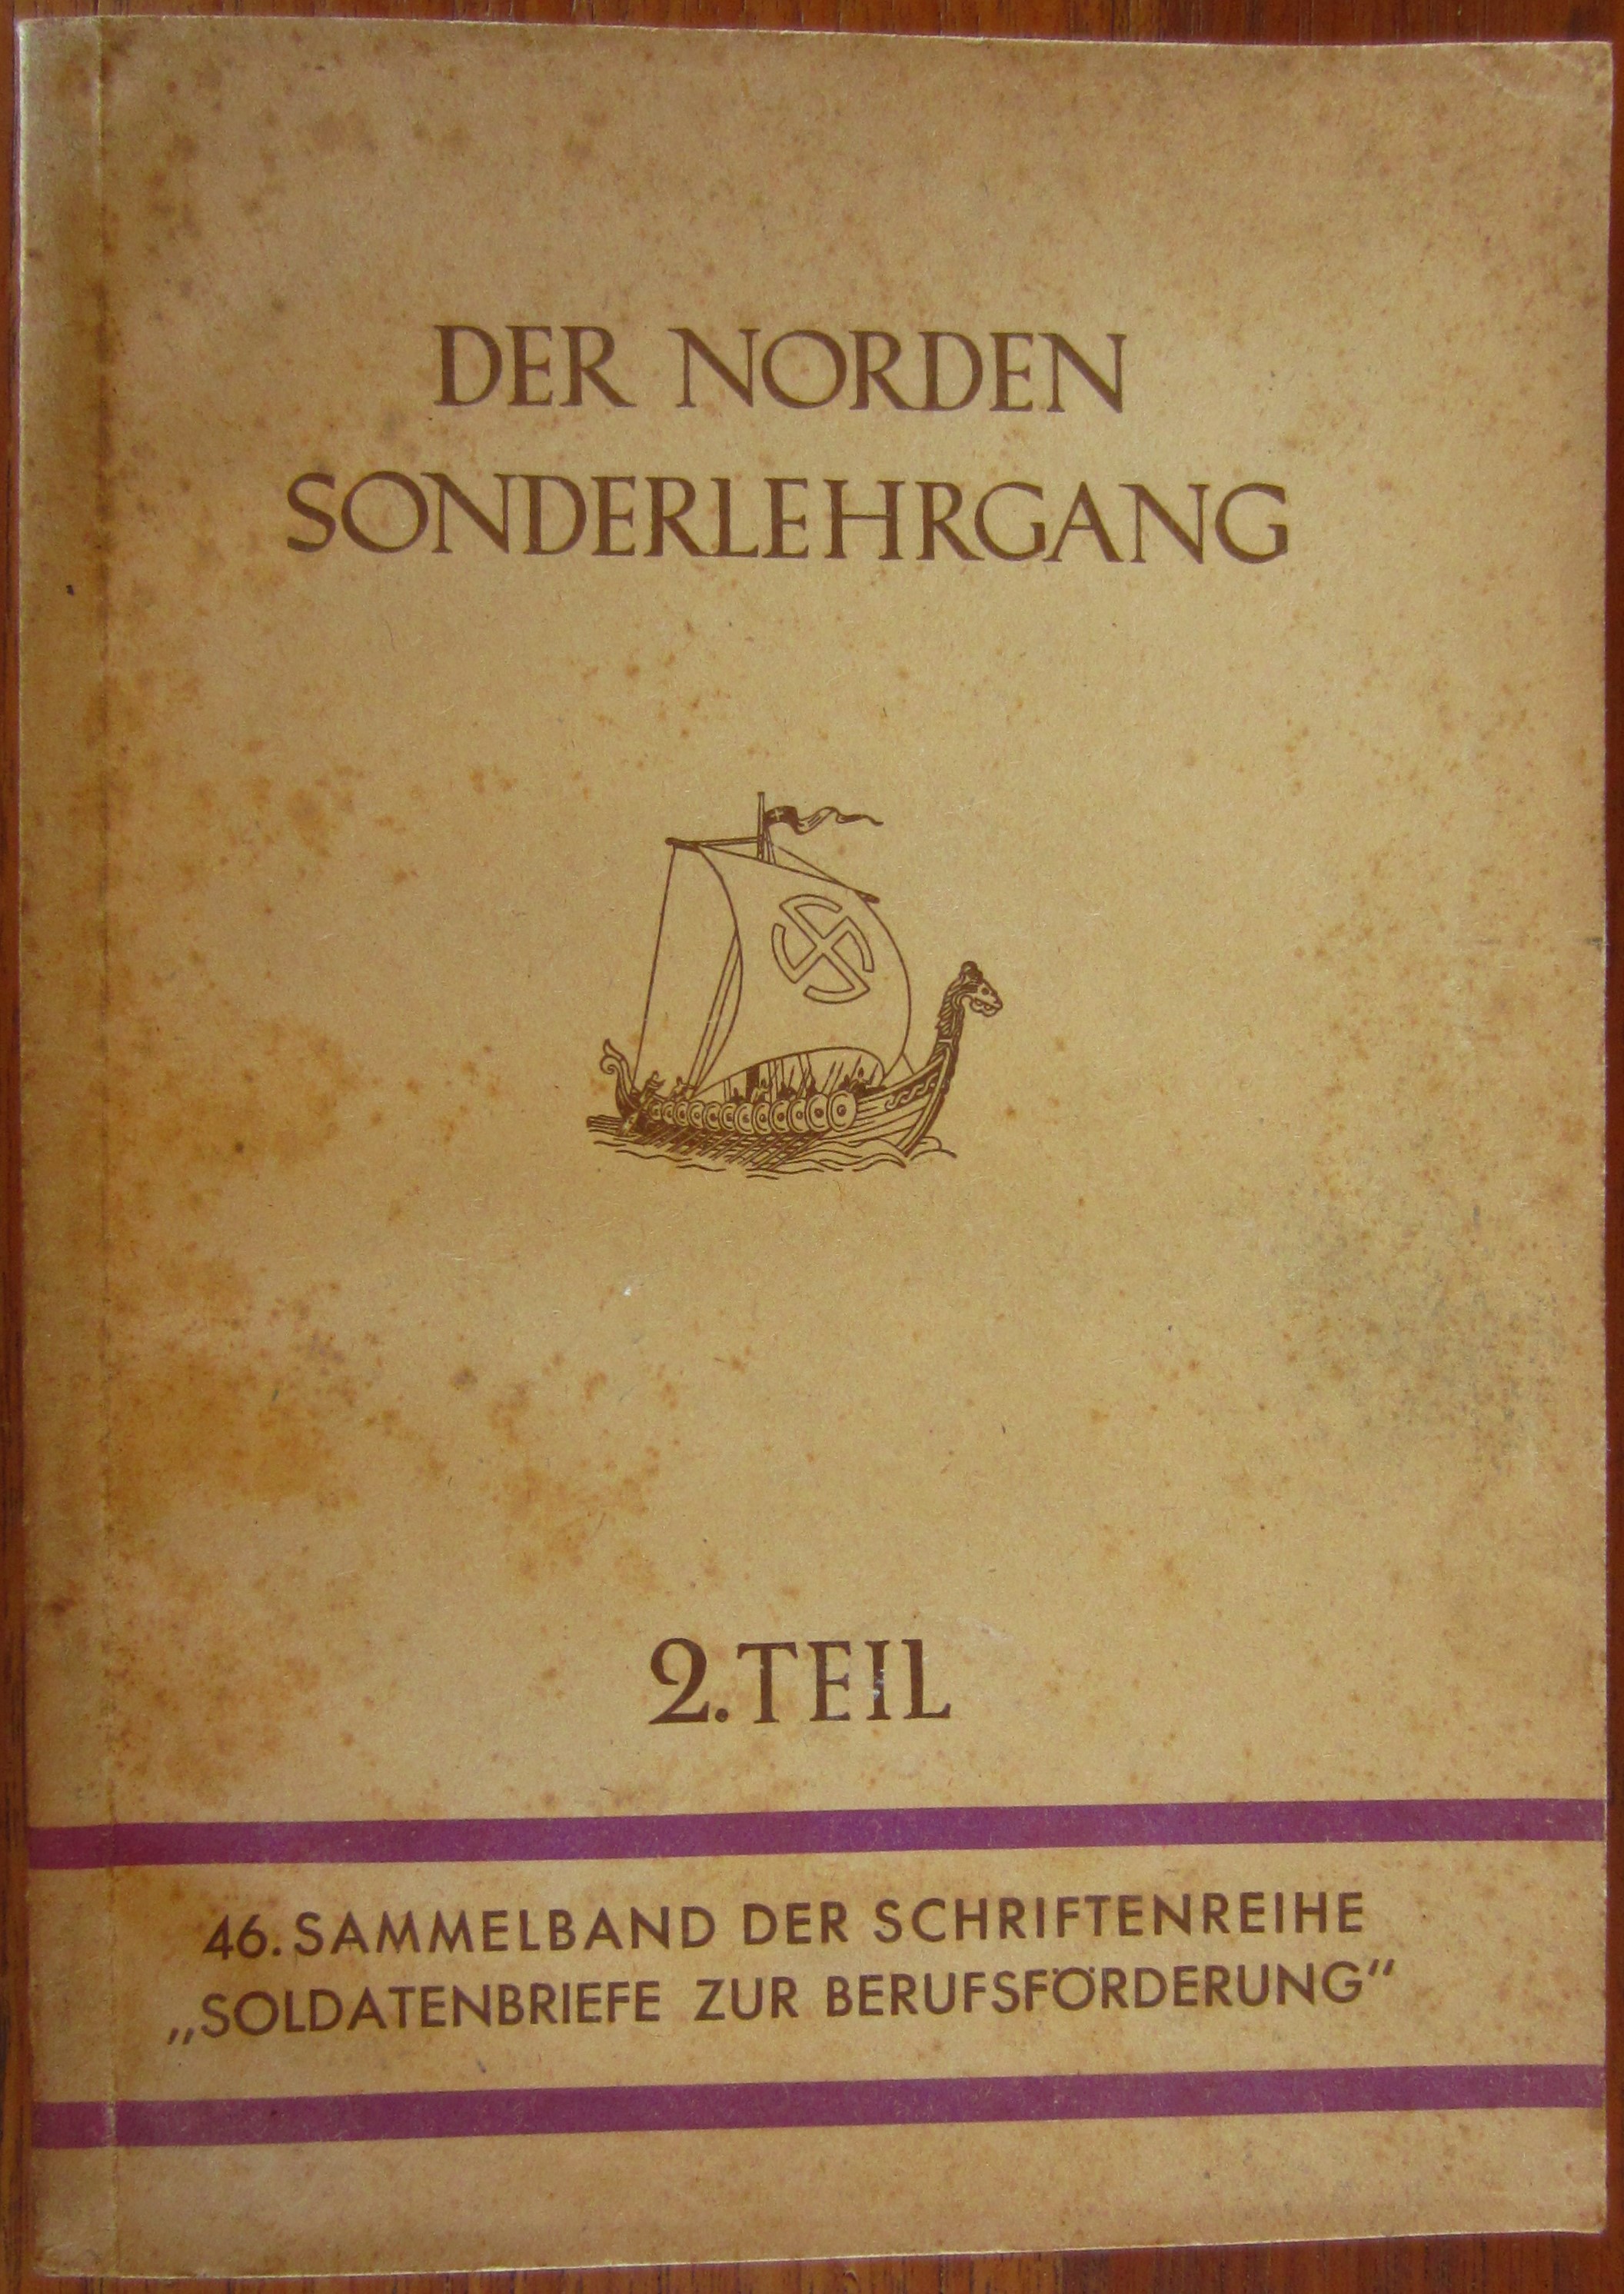 DER NORDEN
SONDERLEHRGANG
2. TEIL
46. SAMMELBAND DER SCHRIFTENREIHE
„SOLDATENBRIEFE ZUR BERUFSFÖRDERUNG“